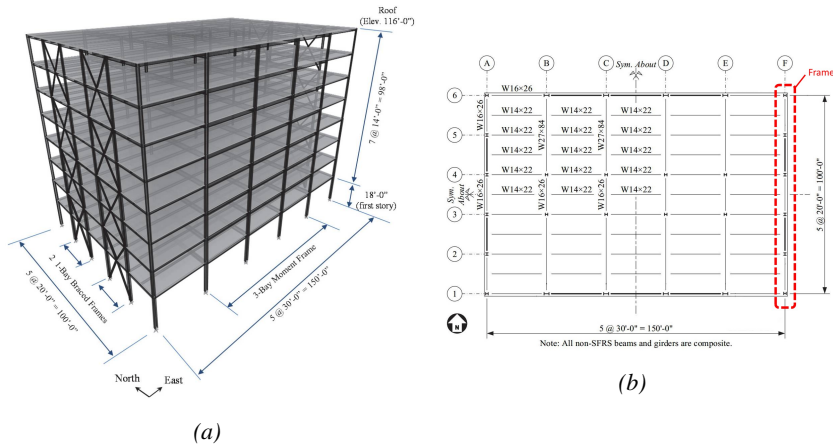 Roof
(Elev. 116'-0")
7 @ 14'-0" = 98'-0"
18'-0"
(first story)
2 1-Bay Braced Frames
5 @ 20'-0" = 100'-0"
3-Bay Moment Frame
5 @ 30'-0" = 150'-0"
North East
(a)
A B C Sym. About D E F
Frame
6 W16×26
W16×26
W14×22 W14×22 W14×22
W27×84 W27×84
5 W14×22 W14×22 W14×22
W14×22 W14×22 W14×22
W14×22 W14×22 W14×22
4
Sym. About
W16×26 W14×22 W16×26 W14×22 W16×26 W14×22
3
2
1
5 @ 20'-0" = 100'-0"
N
5 @ 30'-0" = 150'-0"
Note: All non-SFRS beams and girders are composite.
(b)